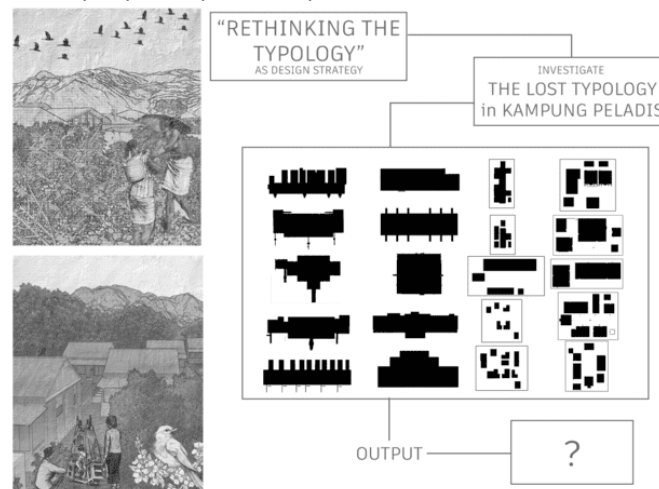 "RETHINKING THE
TYPOLOGY"
AS DESIGN STRATEGY
INVESTIGATE
THE LOST TYPOLOGY
in KAMPUNG PELADIS
OUTPUT
?